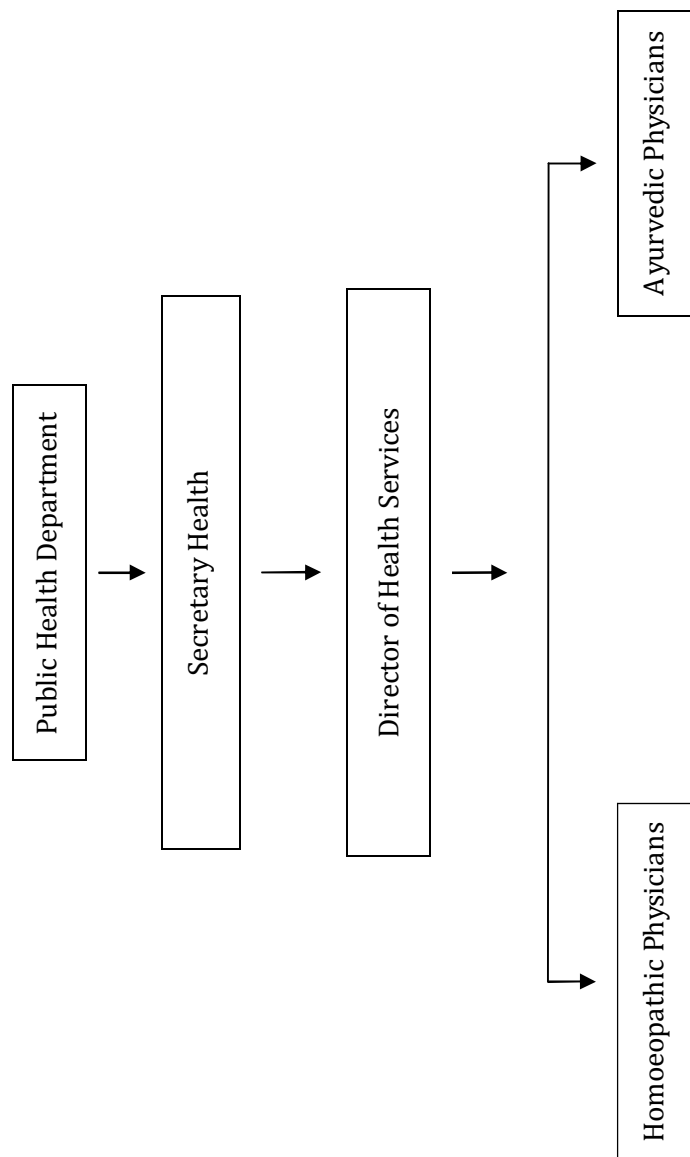 Public Health Department
Secretary Health
Director of Health Services
Homoeopathic Physicians
Ayurvedic Physicians